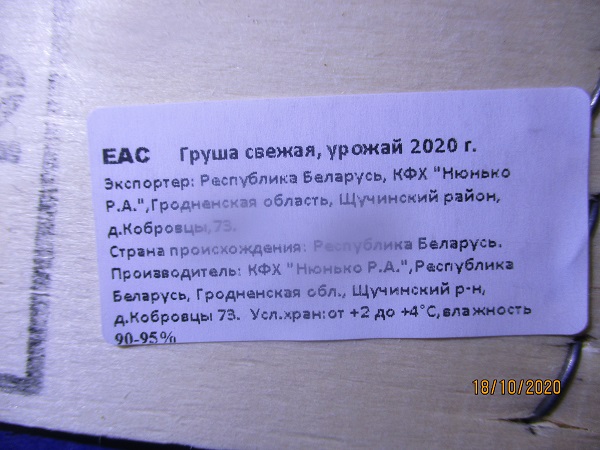 EAC Груша свежая, урожай 2020 г.
Экспортер: Республика Беларусь, КФХ "Нюнько
Р.А.",Гродненская область, Щучинский район,
д.Кобровцы,73.
Страна происхождения: Республика Беларусь.
Производитель: КФХ "Нюнько Р.А.",Республика
Беларусь, Гродненская обл., Щучинский р-н,
д.Кобровцы 73. Усл.хран:от +2 до +4°С,влажность
90-95%
18/10/2020